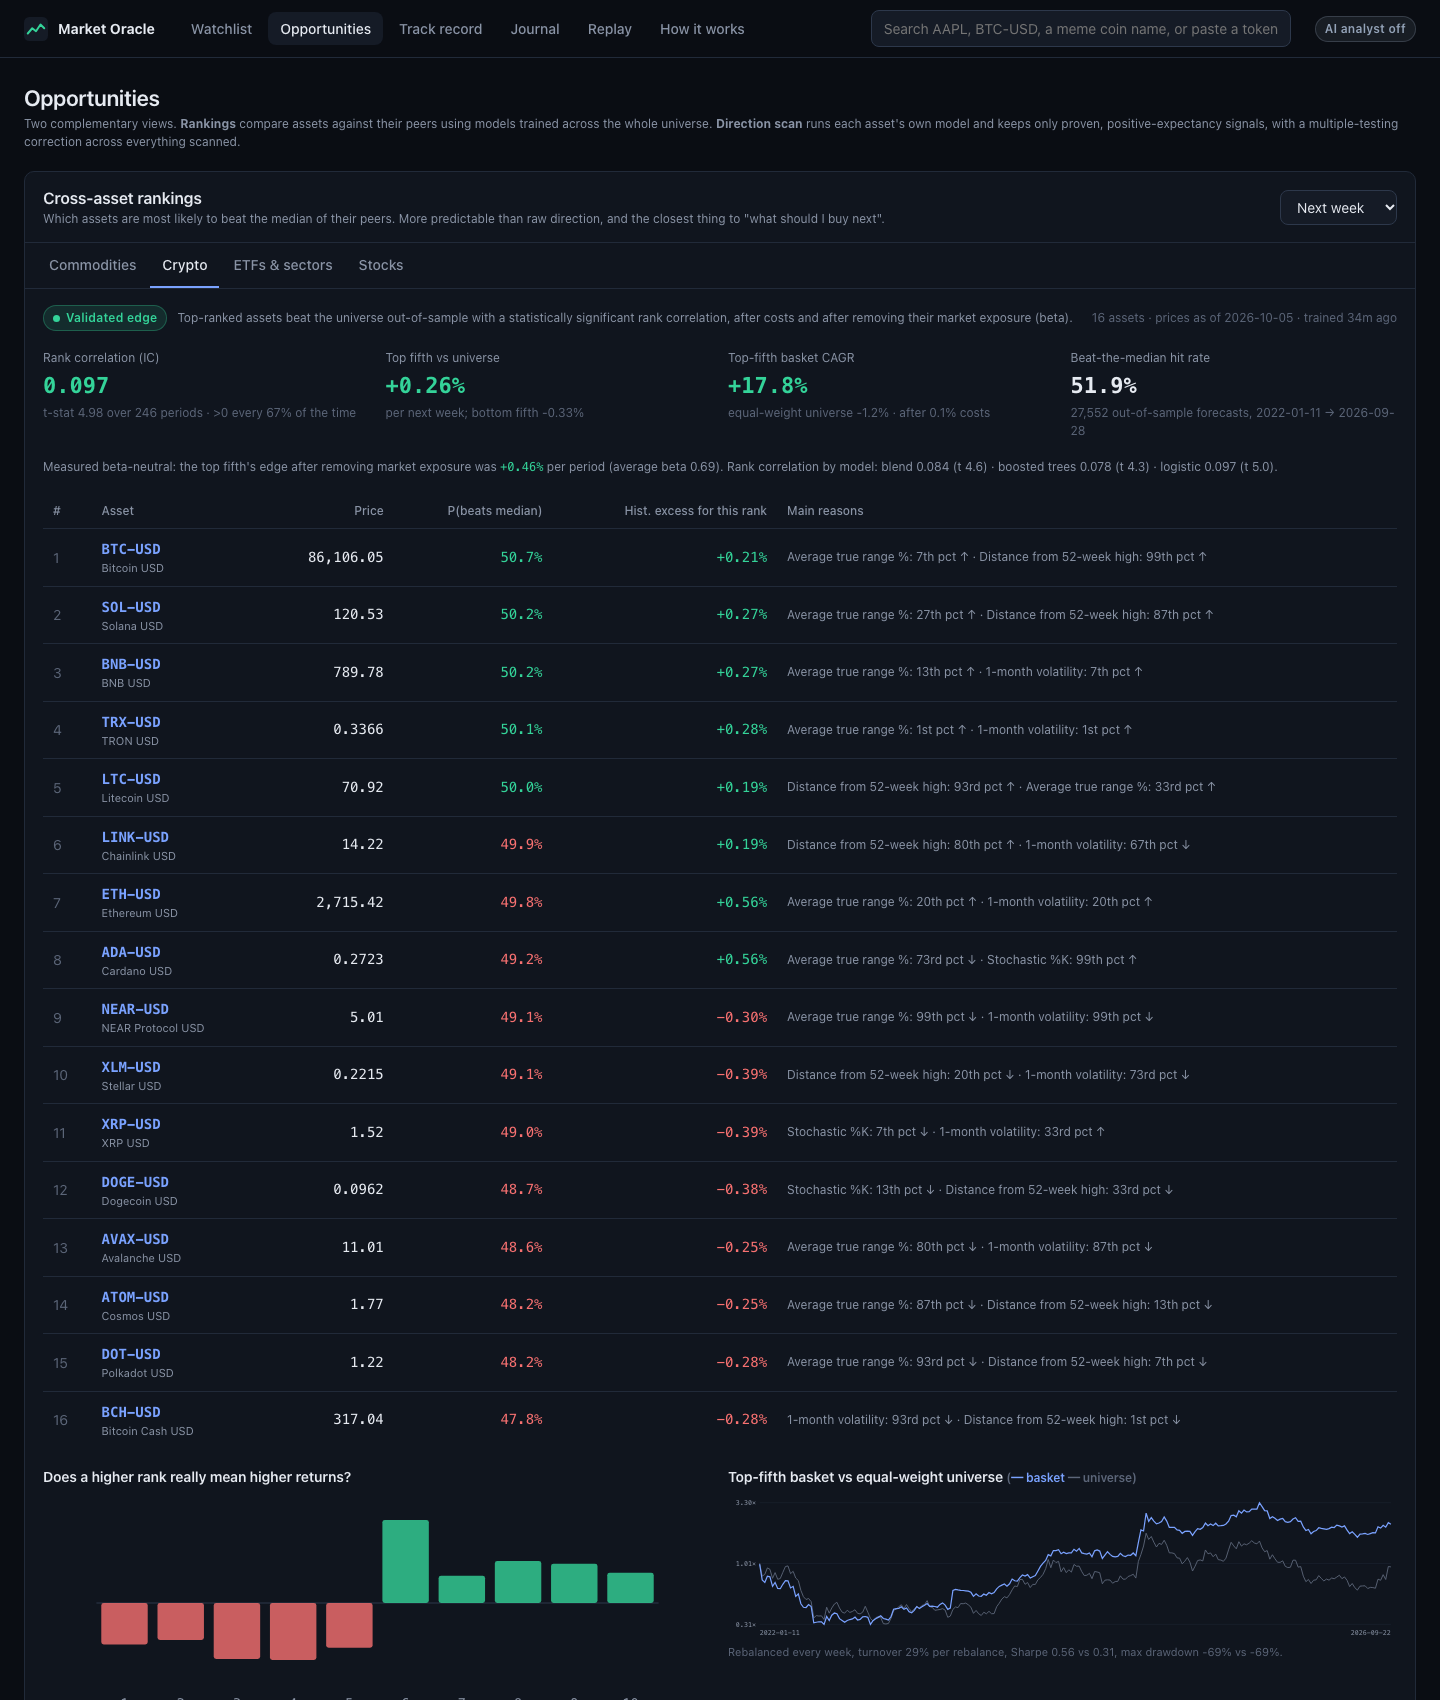 Market Oracle
Watchlist
Opportunities
Track record
Journal
Replay
How it works
Search AAPL, BTC-USD, a meme coin name, or paste a token
AI analyst off
Opportunities
Two complementary views. Rankings compare assets against their peers using models trained across the whole universe. Direction scan runs each asset's own model and keeps only proven, positive-expectancy signals, with a multiple-testing
correction across everything scanned.
Cross-asset rankings
Which assets are most likely to beat the median of their peers. More predictable than raw direction, and the closest thing to "what should I buy next".
Next week
Commodities
Crypto
ETFs & sectors
Stocks
Validated edge
Top-ranked assets beat the universe out-of-sample with a statistically significant rank correlation, after costs and after removing their market exposure (beta).
16 assets · prices as of 2026-10-05 · trained 34m ago
Rank correlation (IC)
0.097
t-stat 4.98 over 246 periods · >0 every 67% of the time
Top fifth vs universe
+0.26%
per next week; bottom fifth -0.33%
Top-fifth basket CAGR
+17.8%
equal-weight universe -1.2% · after 0.1% costs
Beat-the-median hit rate
51.9%
27,552 out-of-sample forecasts, 2022-01-11 → 2026-09-
28
Measured beta-neutral: the top fifth's edge after removing market exposure was +0.46% per period (average beta 0.69). Rank correlation by model: blend 0.084 (t 4.6) · boosted trees 0.078 (t 4.3) · logistic 0.097 (t 5.0).
# Asset Price P(beats median) Hist. excess for this rank Main reasons
1 BTC-USD 86,106.05 50.7% +0.21% Average true range %: 7th pct ↑ · Distance from 52-week high: 99th pct ↑
Bitcoin USD
2 SOL-USD 120.53 50.2% +0.27% Average true range %: 27th pct ↑ · Distance from 52-week high: 87th pct ↑
Solana USD
3 BNB-USD 789.78 50.2% +0.27% Average true range %: 13th pct ↑ · 1-month volatility: 7th pct ↑
BNB USD
4 TRX-USD 0.3366 50.1% +0.28% Average true range %: 1st pct ↑ · 1-month volatility: 1st pct ↑
TRON USD
5 LTC-USD 70.92 50.0% +0.19% Distance from 52-week high: 93rd pct ↑ · Average true range %: 33rd pct ↑
Litecoin USD
6 LINK-USD 14.22 49.9% +0.19% Distance from 52-week high: 80th pct ↑ · 1-month volatility: 67th pct ↓
Chainlink USD
7 ETH-USD 2,715.42 49.8% +0.56% Average true range %: 20th pct ↑ · 1-month volatility: 20th pct ↑
Ethereum USD
8 ADA-USD 0.2723 49.2% +0.56% Average true range %: 73rd pct ↓ · Stochastic %K: 99th pct ↑
Cardano USD
9 NEAR-USD 5.01 49.1% −0.30% Average true range %: 99th pct ↓ · 1-month volatility: 99th pct ↓
NEAR Protocol USD
10 XLM-USD 0.2215 49.1% −0.39% Distance from 52-week high: 20th pct ↓ · 1-month volatility: 73rd pct ↓
Stellar USD
11 XRP-USD 1.52 49.0% −0.39% Stochastic %K: 7th pct ↓ · 1-month volatility: 33rd pct ↑
XRP USD
12 DOGE-USD 0.0962 48.7% −0.38% Stochastic %K: 13th pct ↓ · Distance from 52-week high: 33rd pct ↓
Dogecoin USD
13 AVAX-USD 11.01 48.6% −0.25% Average true range %: 80th pct ↓ · 1-month volatility: 87th pct ↓
Avalanche USD
14 ATOM-USD 1.77 48.2% −0.25% Average true range %: 87th pct ↓ · Distance from 52-week high: 13th pct ↓
Cosmos USD
15 DOT-USD 1.22 48.2% −0.28% Average true range %: 93rd pct ↓ · Distance from 52-week high: 7th pct ↓
Polkadot USD
16 BCH-USD 317.04 47.8% −0.28% 1-month volatility: 93rd pct ↓ · Distance from 52-week high: 1st pct ↓
Bitcoin Cash USD
Does a higher rank really mean higher returns?
Top-fifth basket vs equal-weight universe (— basket — universe)
3.30×
1.01×
0.31×
2022-01-11
2026-09-22
Rebalanced every week, turnover 29% per rebalance, Sharpe 0.56 vs 0.31, max drawdown -69% vs -69%.